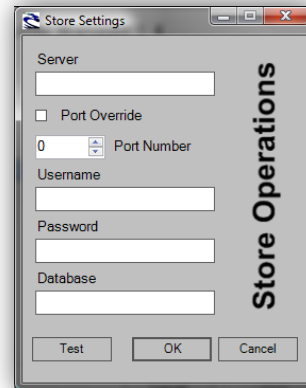 Store Settings
Server
Port Override
0 Port Number
Username
Password
Database
Test OK Cancel
Store Operations